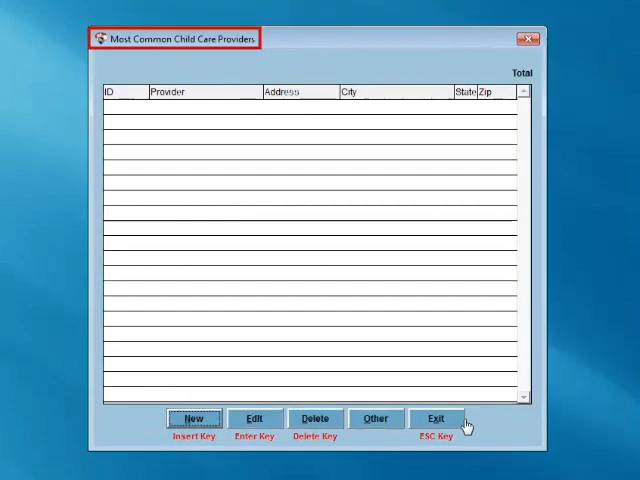 Most Common Child Care Providers
Total
ID Provider Address City State Zip
New Edit Delete Other Exit
Insert Key Enter Key Delete Key ESC Key